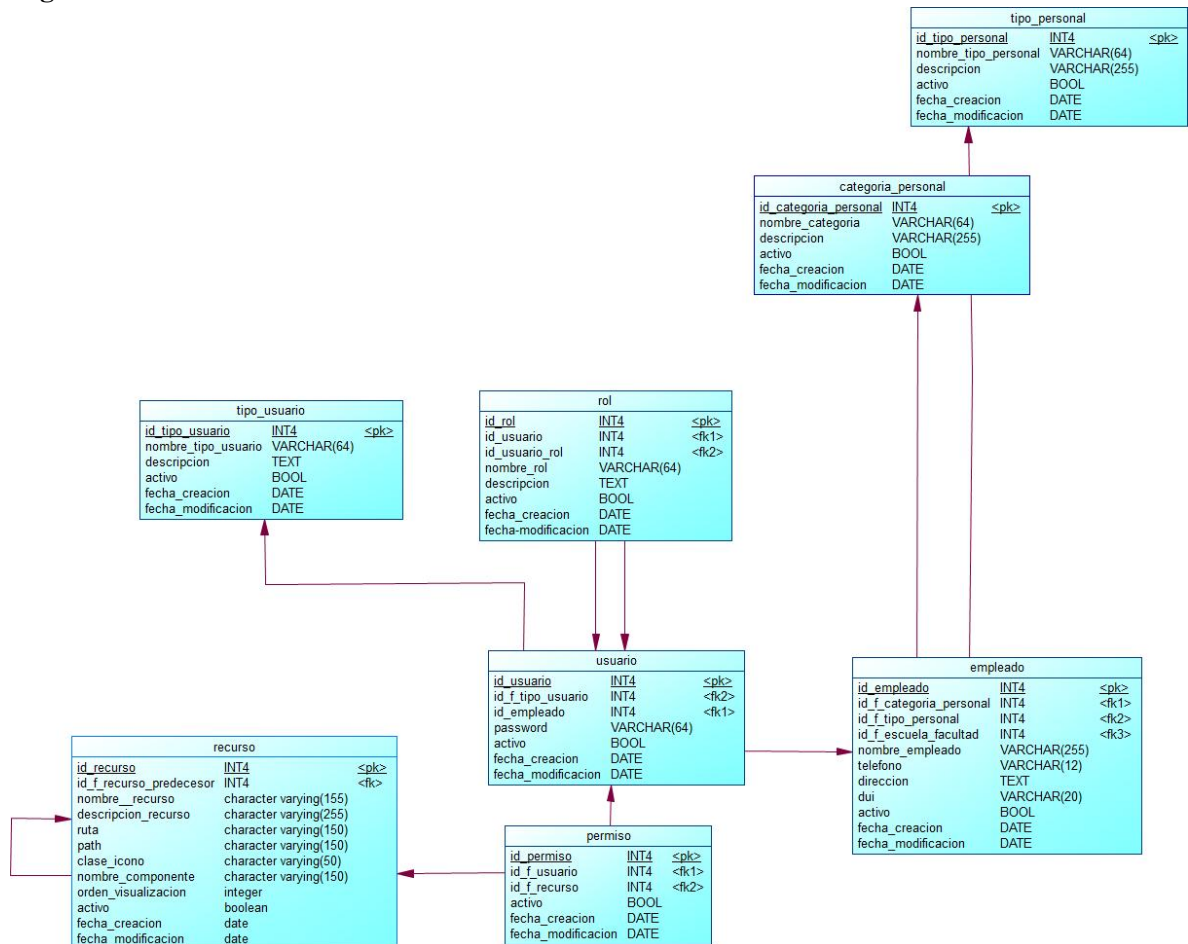 tipo_personal
id_tipo_personal INT4 <pk>
nombre_tipo_personal VARCHAR(64)
descripcion VARCHAR(255)
activo BOOL
fecha_creacion DATE
fecha_modificacion DATE
categoria_personal
id_categoria_personal INT4 <pk>
nombre_categoria VARCHAR(64)
descripcion VARCHAR(255)
activo BOOL
fecha_creacion DATE
fecha_modificacion DATE
tipo_usuario
id_tipo_usuario INT4 <pk>
nombre_tipo_usuario VARCHAR(64)
descripcion TEXT
activo BOOL
fecha_creacion DATE
fecha_modificacion DATE
rol
id_rol INT4 <pk>
id_usuario INT4 <fk1>
id_usuario_rol INT4 <fk2>
nombre_rol VARCHAR(64)
descripcion TEXT
activo BOOL
fecha_creacion DATE
fecha-modificacion DATE
usuario
id_usuario INT4 <pk>
id_f_tipo_usuario INT4 <fk2>
id_empleado INT4 <fk1>
password VARCHAR(64)
activo BOOL
fecha_creacion DATE
fecha_modificacion DATE
empleado
id_empleado INT4 <pk>
id_f_categoria_personal INT4 <fk1>
id_f_tipo_personal INT4 <fk2>
id_f_escuela_facultad INT4 <fk3>
nombre_empleado VARCHAR(255)
telefono VARCHAR(12)
direccion TEXT
dui VARCHAR(20)
activo BOOL
fecha_creacion DATE
fecha_modificacion DATE
recurso
id_recurso INT4 <pk>
id_f_recurso_predecesor INT4 <fk>
nombre__recurso character varying(155)
descripcion_recurso character varying(255)
ruta character varying(150)
path character varying(150)
clase_icono character varying(50)
nombre_componente character varying(150)
orden_visualizacion integer
activo boolean
fecha_creacion date
fecha_modificacion date
permiso
id_permiso INT4 <pk>
id_f_usuario INT4 <fk1>
id_f_recurso INT4 <fk2>
activo BOOL
fecha_creacion DATE
fecha_modificacion DATE